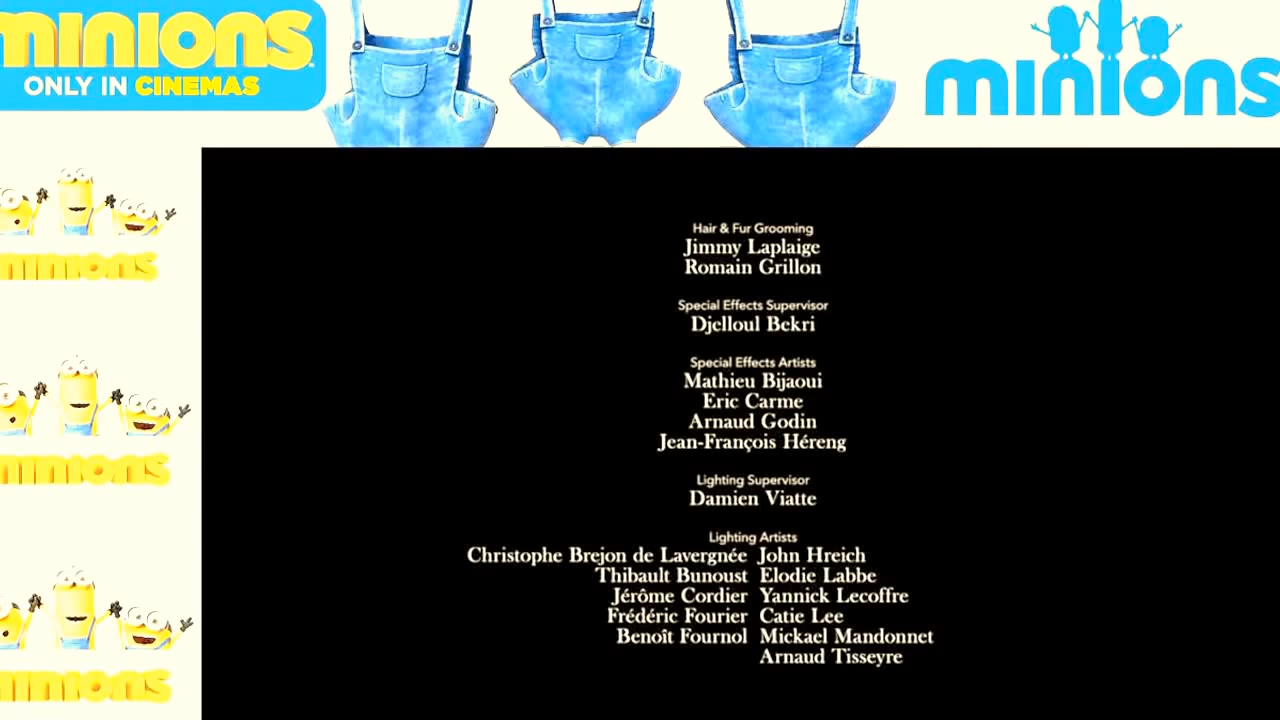 minions
ONLY IN CINEMAS
minions
minions
minions
minions
Hair & Fur Grooming
Jimmy Laplaige
Romain Grillon
Special Effects Supervisor
Djelloul Bekri
Special Effects Artists
Mathieu Bijaoui
Eric Carme
Arnaud Godin
Jean-François Héreng
Lighting Supervisor
Damien Viatte
Lighting Artists
Christophe Brejon de Lavergnée John Hreich
Thibault Bunoust Elodie Labbe
Jérôme Cordier Yannick Lecoffre
Frédéric Fourier Catie Lee
Benoît Fournol Mickael Mandonnet
Arnaud Tisseyre